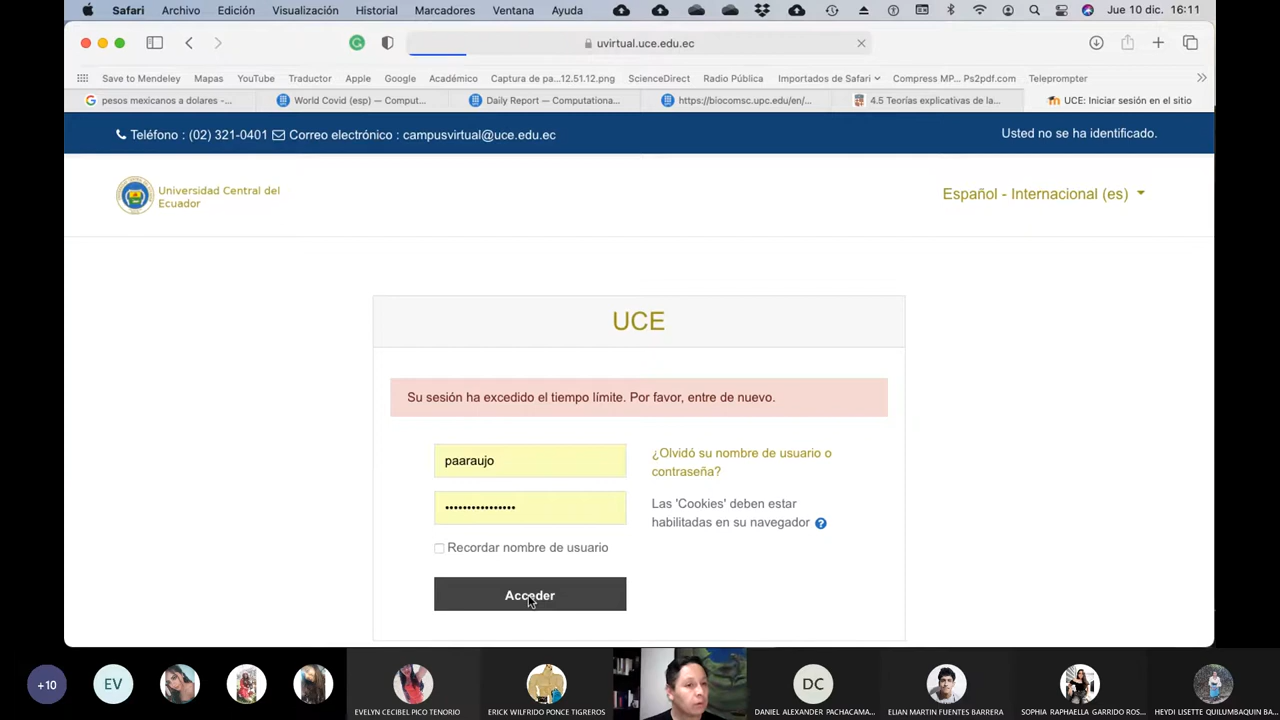 Safari Archivo Edición Visualización Historial Marcadores Ventana Ayuda Jue 10 dic. 16:11
uvirtual.uce.edu.ec
Save to Mendeley Mapas YouTube Traductor Apple Google Académico Captura de pa...12.51.12.png ScienceDirect Radio Pública Importados de Safari Compress MP... Ps2pdf.com Teleprompter
pesos mexicanos a dolares -... World Covid (esp) — Comput... Daily Report — Computationa... https://biocomsc.upc.edu/en/... 4.5 Teorías explicativas de la... UCE: Iniciar sesión en el sitio
Teléfono : (02) 321-0401 Correo electrónico : campusvirtual@uce.edu.ec Usted no se ha identificado.
Universidad Central del
Ecuador
Español - Internacional (es)
UCE
Su sesión ha excedido el tiempo límite. Por favor, entre de nuevo.
paaraujo
¿Olvidó su nombre de usuario o
contraseña?
••••••••••••••••
Las 'Cookies' deben estar
habilitadas en su navegador
Recordar nombre de usuario
Acceder
+10 EV DC
EVELYN CECIBEL PICO TENORIO ERICK WILFRIDO PONCE TIGREROS DANIEL ALEXANDER PACHACAMA... ELIAN MARTIN FUENTES BARRERA SOPHIA RAPHAELLA GARRIDO ROS... HEYDI LISETTE QUILUMBAQUIN BA...